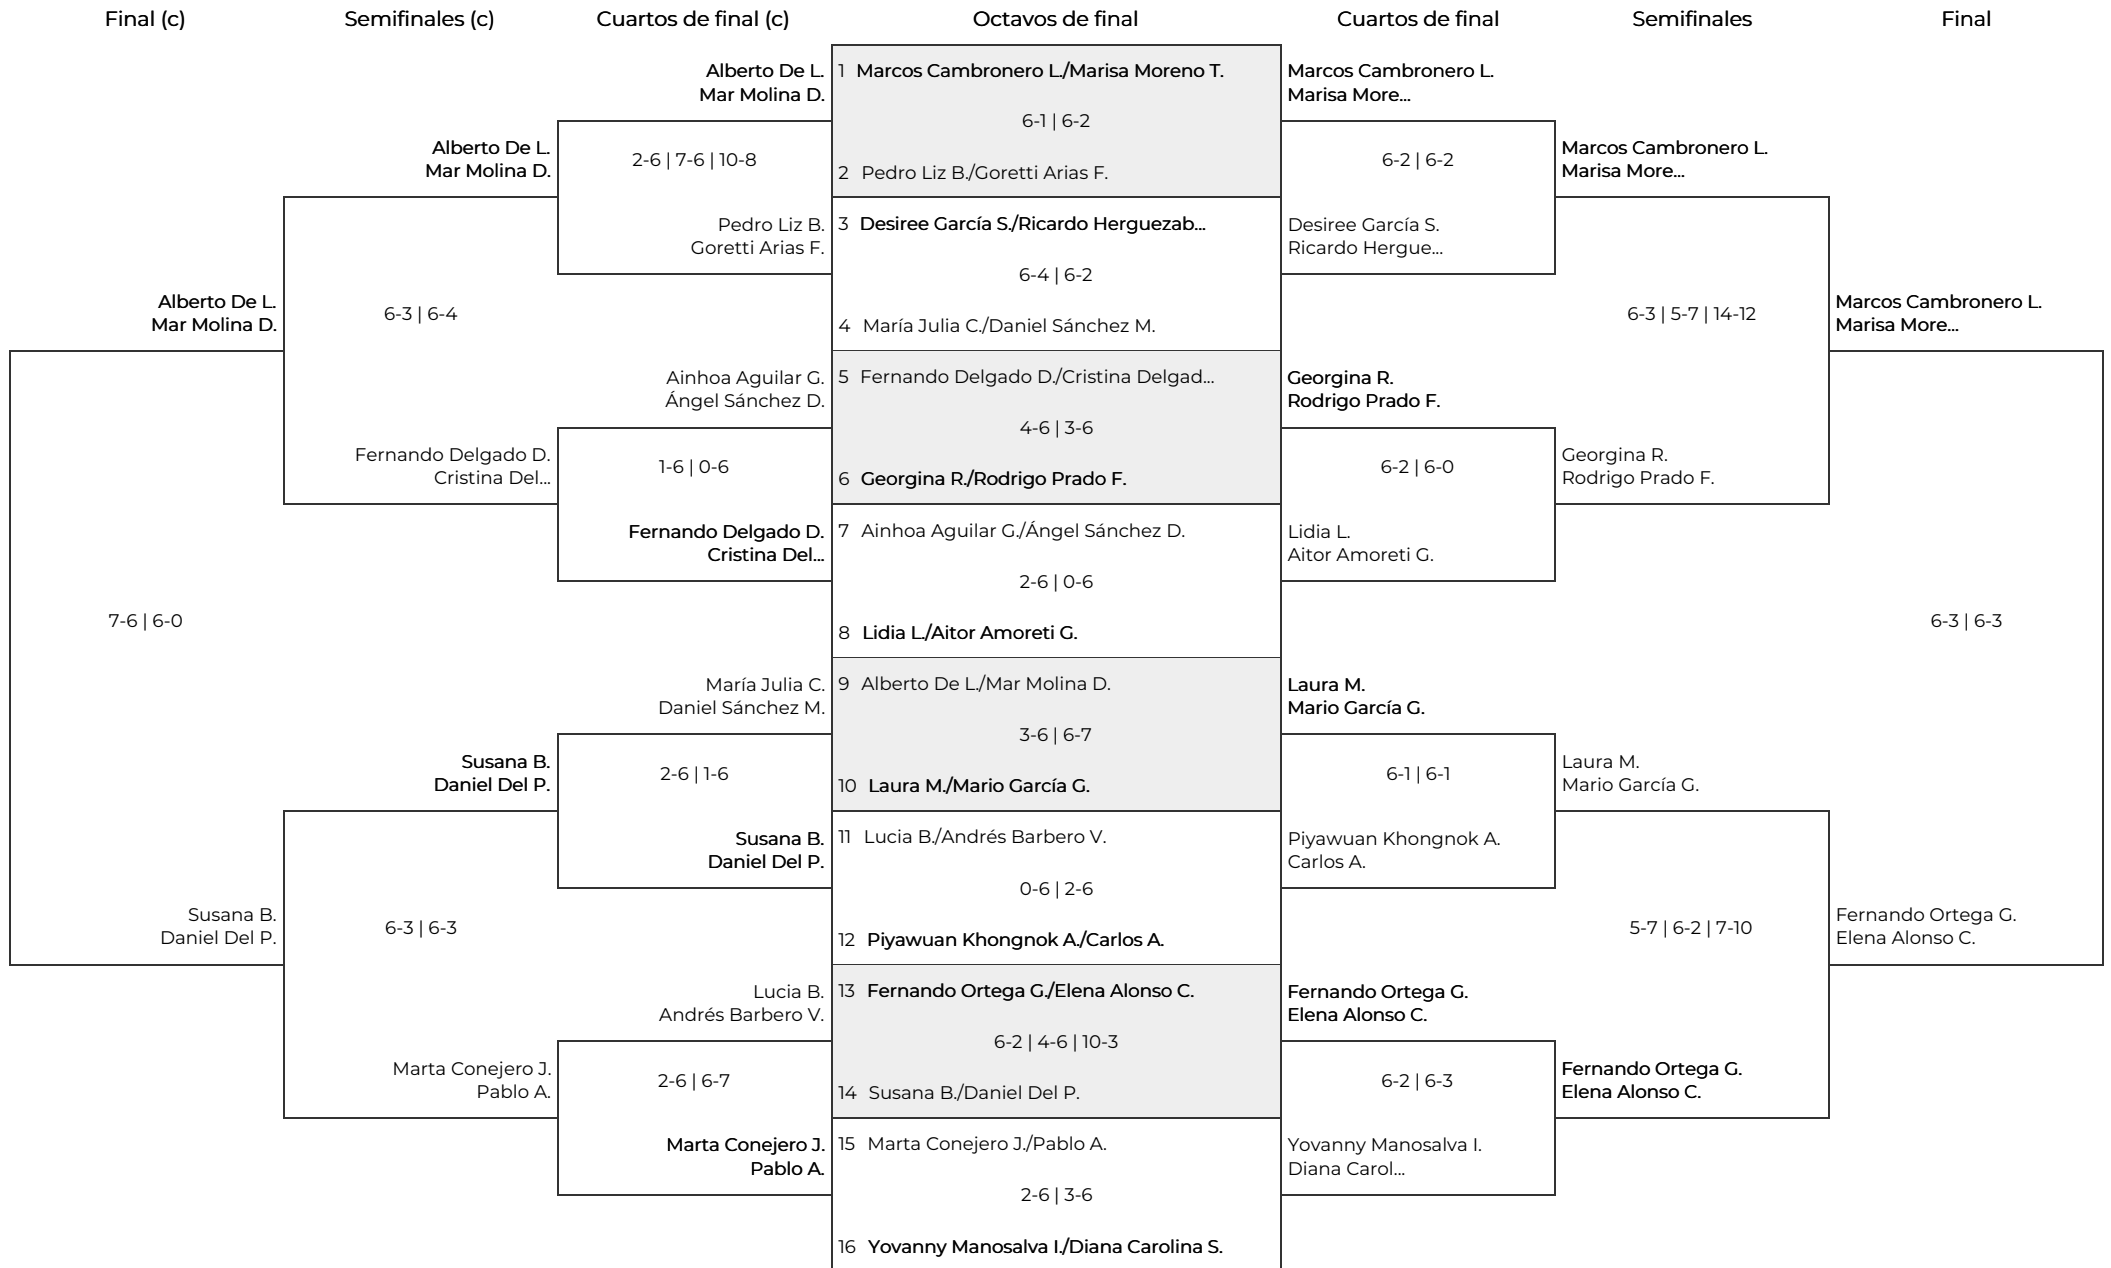 Final (c)
Semifinales (c)
Cuartos de final (c)
Octavos de final
Cuartos de final
Semifinales
Final
Alberto De L.
Mar Molina D.
7-6 | 6-0
Susana B.
Daniel Del P.
Alberto De L.
Mar Molina D.
6-3 | 6-4
Fernando Delgado D.
Cristina Del...
Susana B.
Daniel Del P.
6-3 | 6-3
Marta Conejero J.
Pablo A.
Alberto De L.
Mar Molina D.
2-6 | 7-6 | 10-8
Pedro Liz B.
Goretti Arias F.
Ainhoa Aguilar G.
Ángel Sánchez D.
1-6 | 0-6
Fernando Delgado D.
Cristina Del...
María Julia C.
Daniel Sánchez M.
2-6 | 1-6
Susana B.
Daniel Del P.
Lucia B.
Andrés Barbero V.
2-6 | 6-7
Marta Conejero J.
Pablo A.
1 Marcos Cambronero L./Marisa Moreno T.
6-1 | 6-2
2 Pedro Liz B./Goretti Arias F.
3 Desiree García S./Ricardo Herguezab...
6-4 | 6-2
4 María Julia C./Daniel Sánchez M.
5 Fernando Delgado D./Cristina Delgad...
4-6 | 3-6
6 Georgina R./Rodrigo Prado F.
7 Ainhoa Aguilar G./Ángel Sánchez D.
2-6 | 0-6
8 Lidia L./Aitor Amoreti G.
9 Alberto De L./Mar Molina D.
3-6 | 6-7
10 Laura M./Mario García G.
11 Lucia B./Andrés Barbero V.
0-6 | 2-6
12 Piyawuan Khongnok A./Carlos A.
13 Fernando Ortega G./Elena Alonso C.
6-2 | 4-6 | 10-3
14 Susana B./Daniel Del P.
15 Marta Conejero J./Pablo A.
2-6 | 3-6
16 Yovanny Manosalva I./Diana Carolina S.
Marcos Cambronero L.
Marisa More...
6-2 | 6-2
Desiree García S.
Ricardo Hergue...
Georgina R.
Rodrigo Prado F.
6-2 | 6-0
Lidia L.
Aitor Amoreti G.
Laura M.
Mario García G.
6-1 | 6-1
Piyawuan Khongnok A.
Carlos A.
Fernando Ortega G.
Elena Alonso C.
6-2 | 6-3
Yovanny Manosalva I.
Diana Carol...
Marcos Cambronero L.
Marisa More...
6-3 | 5-7 | 14-12
Georgina R.
Rodrigo Prado F.
Laura M.
Mario García G.
5-7 | 6-2 | 7-10
Fernando Ortega G.
Elena Alonso C.
Marcos Cambronero L.
Marisa More...
6-3 | 6-3
Fernando Ortega G.
Elena Alonso C.